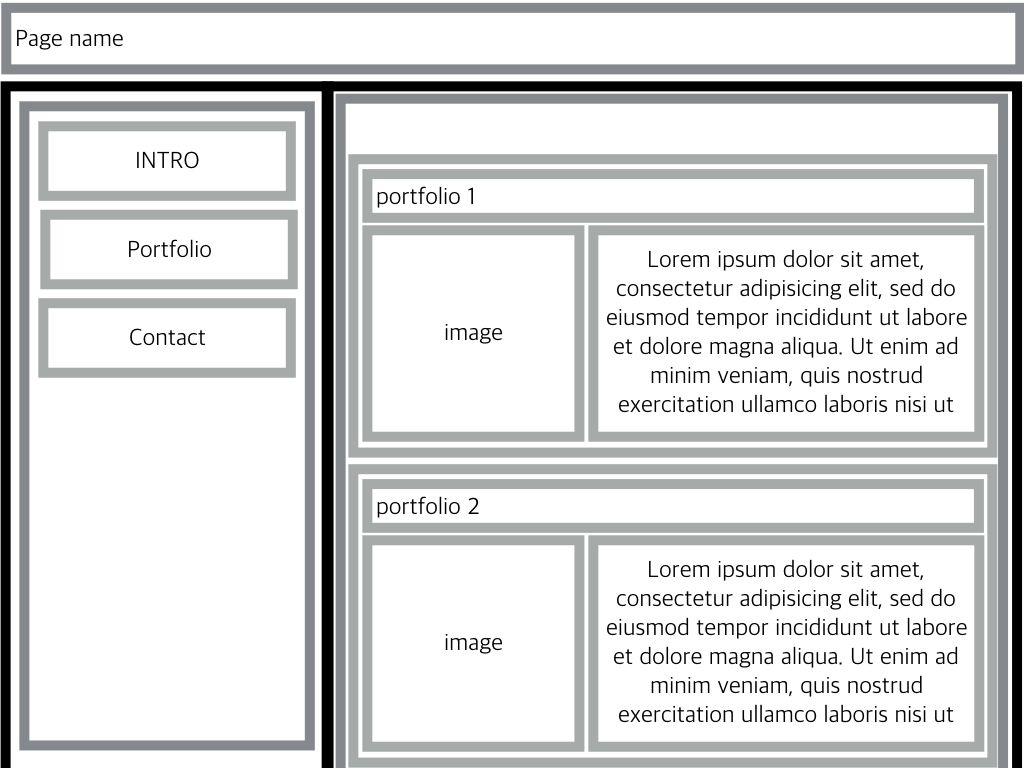 Page name
INTRO
Portfolio
Contact
portfolio 1
image
Lorem ipsum dolor sit amet,
consectetur adipisicing elit, sed do
eiusmod tempor incididunt ut labore
et dolore magna aliqua. Ut enim ad
minim veniam, quis nostrud
exercitation ullamco laboris nisi ut
portfolio 2
image
Lorem ipsum dolor sit amet,
consectetur adipisicing elit, sed do
eiusmod tempor incididunt ut labore
et dolore magna aliqua. Ut enim ad
minim veniam, quis nostrud
exercitation ullamco laboris nisi ut